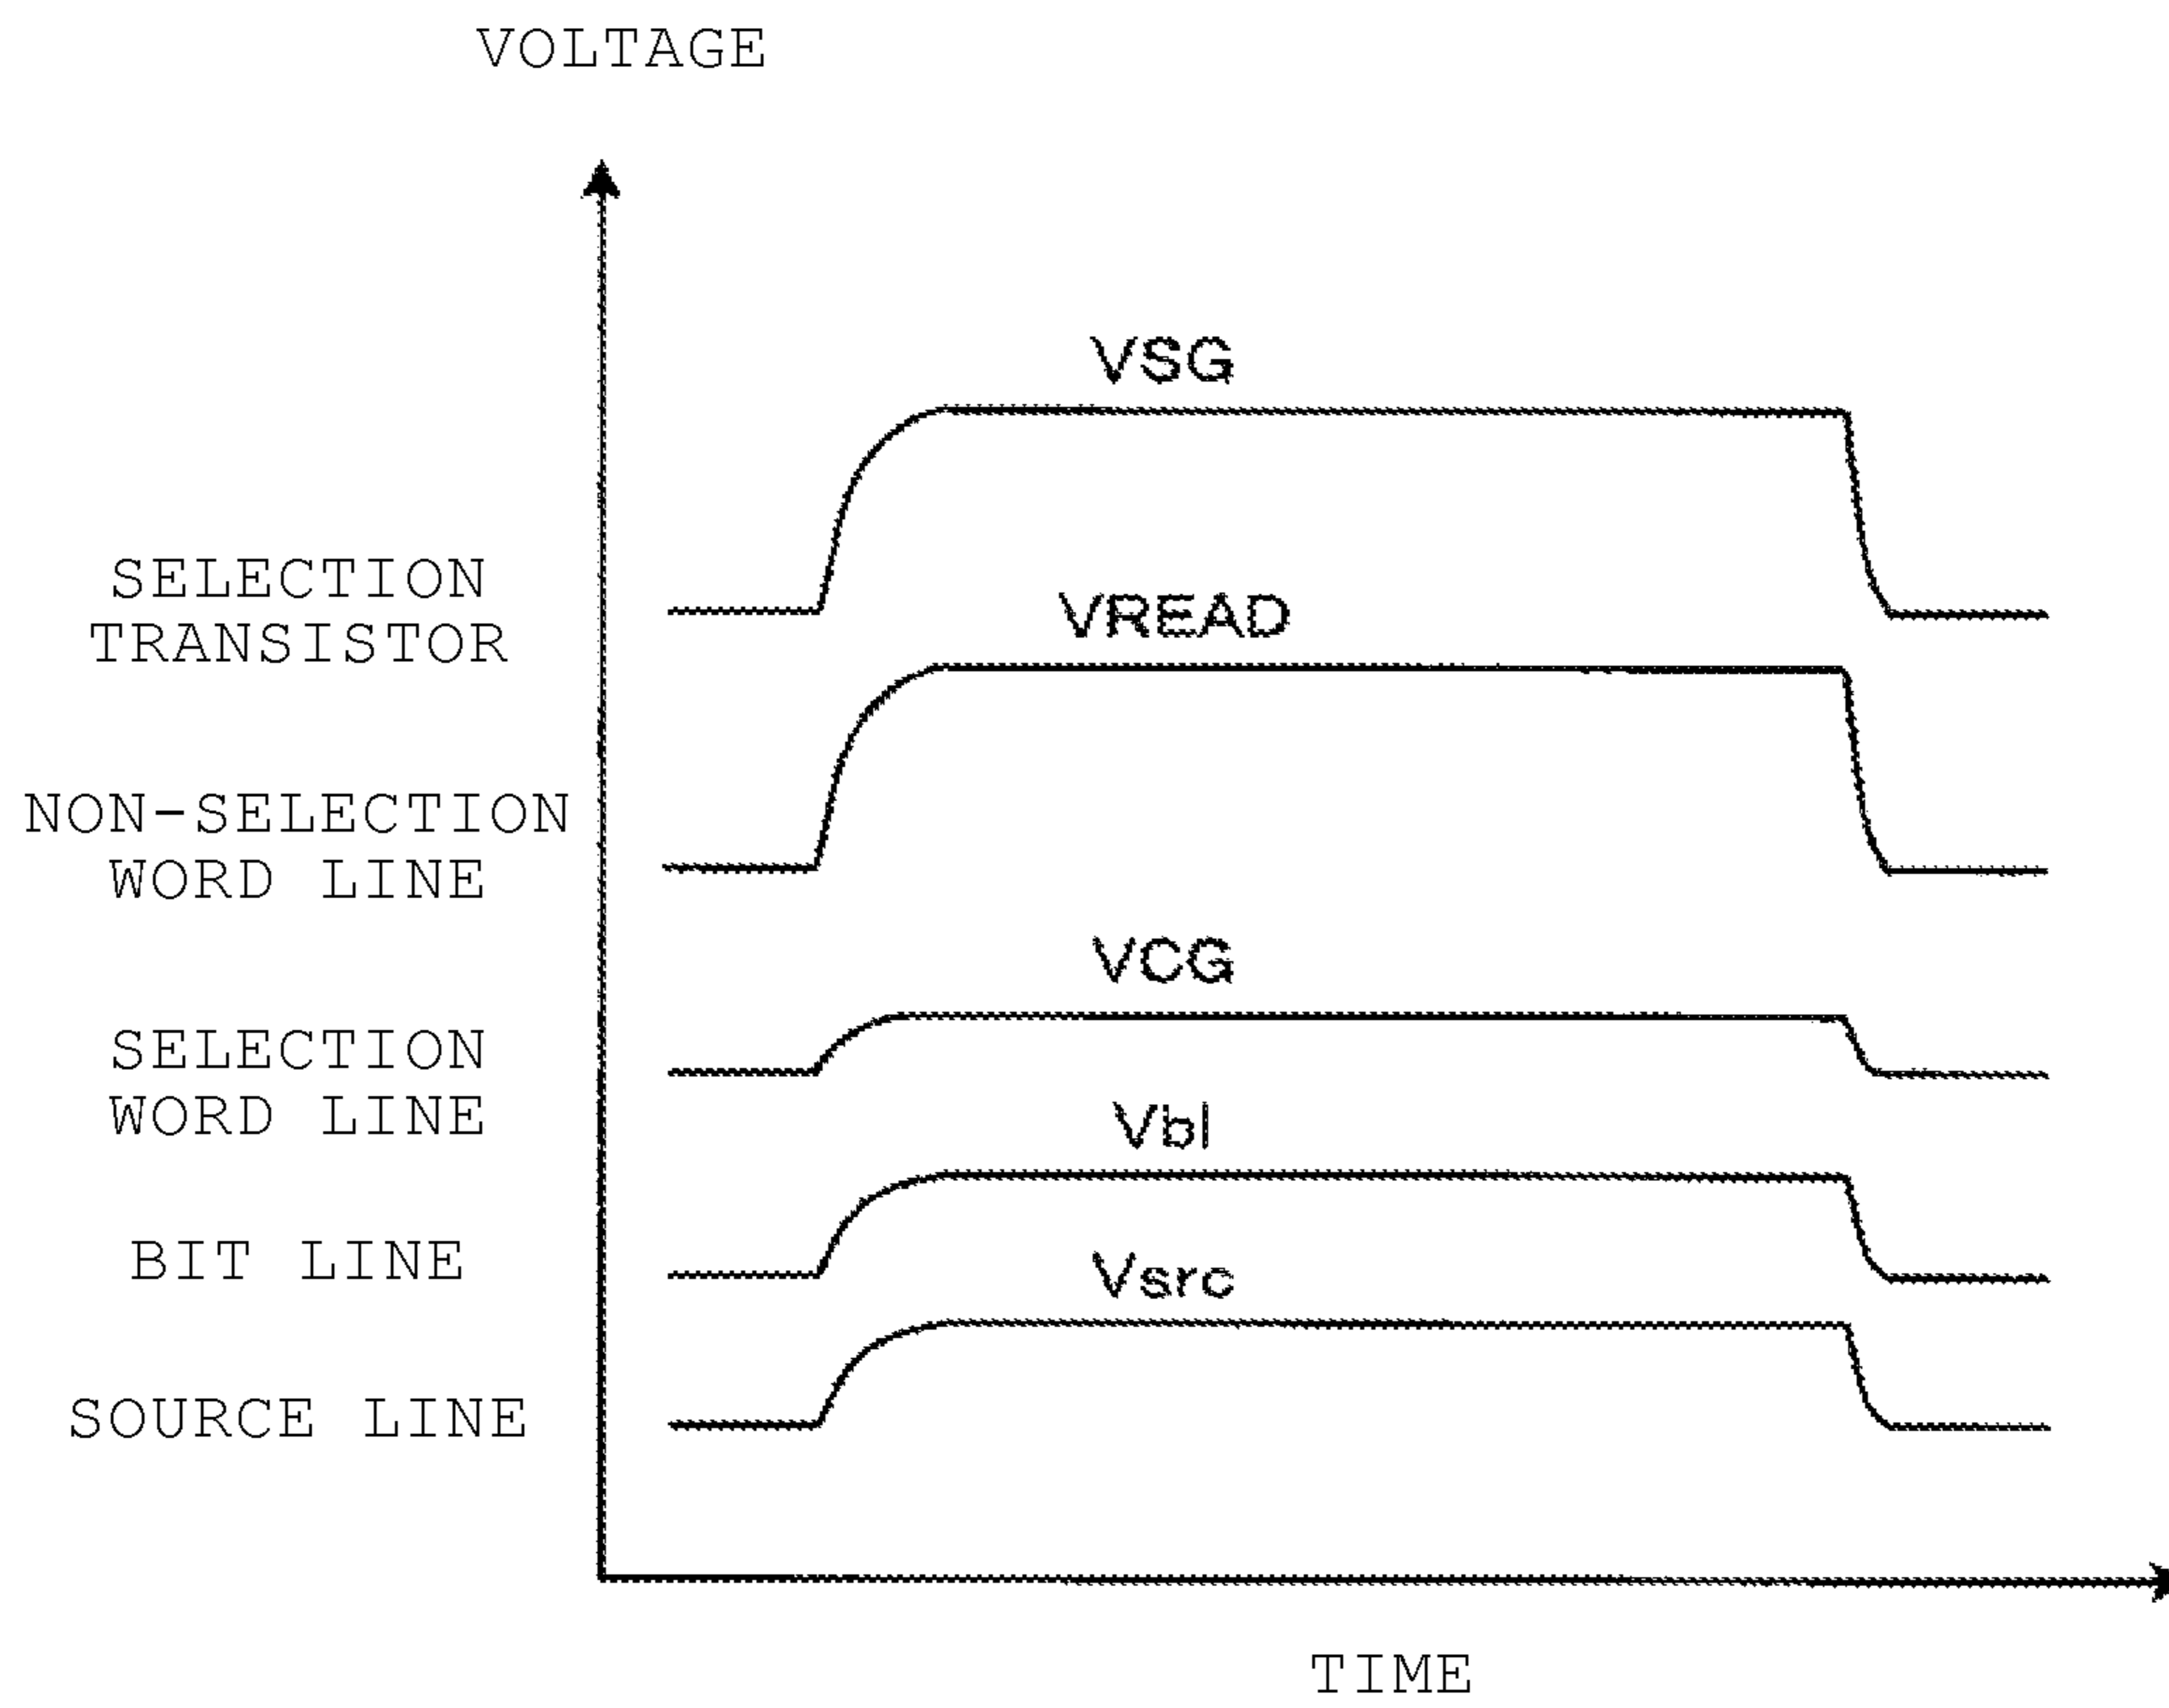 VOLTAGE
VSG
SELECTION
TRANSISTOR
VREAD
NON-SELECTION
WORD LINE
VCG
SELECTION
WORD LINE
Vbl
BIT LINE
Vsrc
SOURCE LINE
TIME